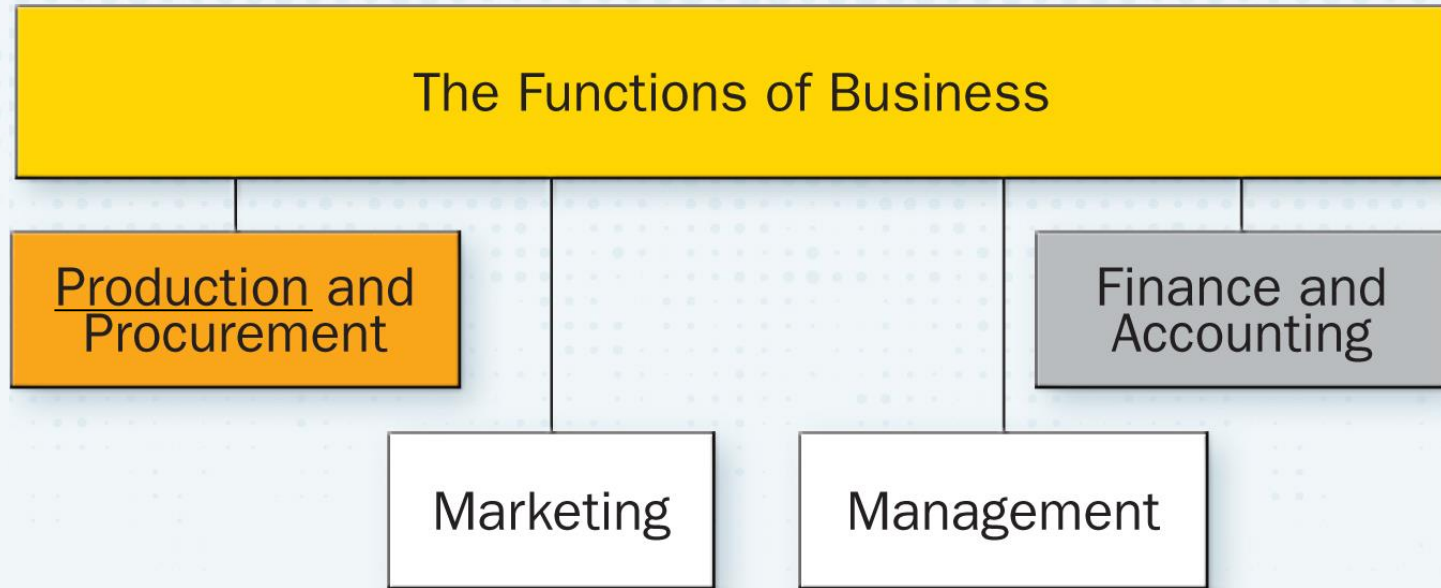 The Functions of Business
Production and
Procurement
Finance and
Accounting
Marketing
Management